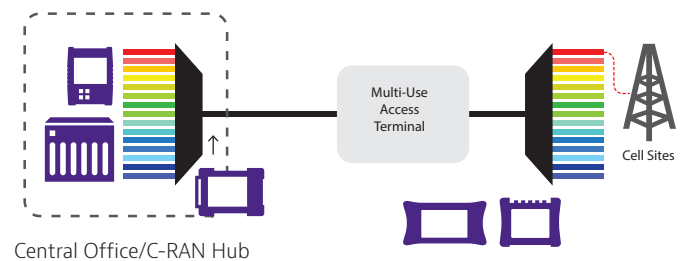 Multi-Use
Access
Terminal
Cell Sites
Central Office/C-RAN Hub